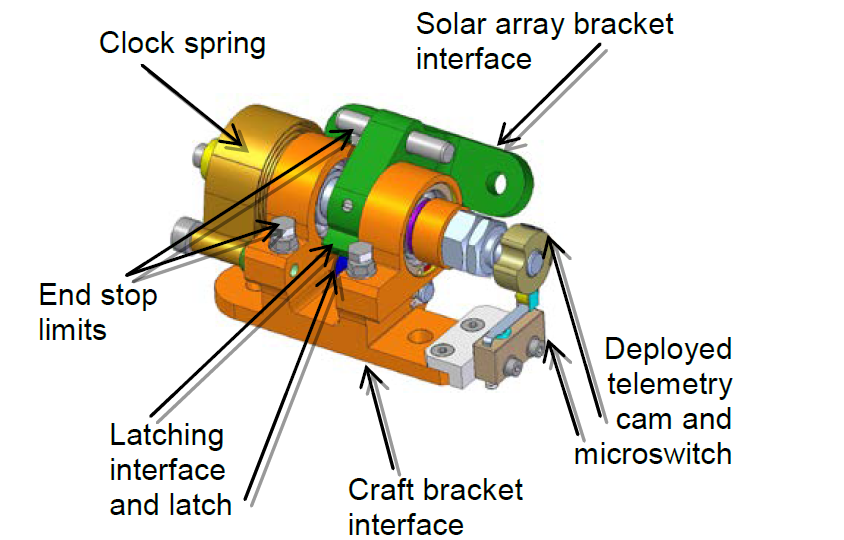 Clock spring
Solar array bracket
interface
End stop
limits
Deployed
telemetry
cam and
microswitch
Latching
interface
and latch
Craft bracket
interface